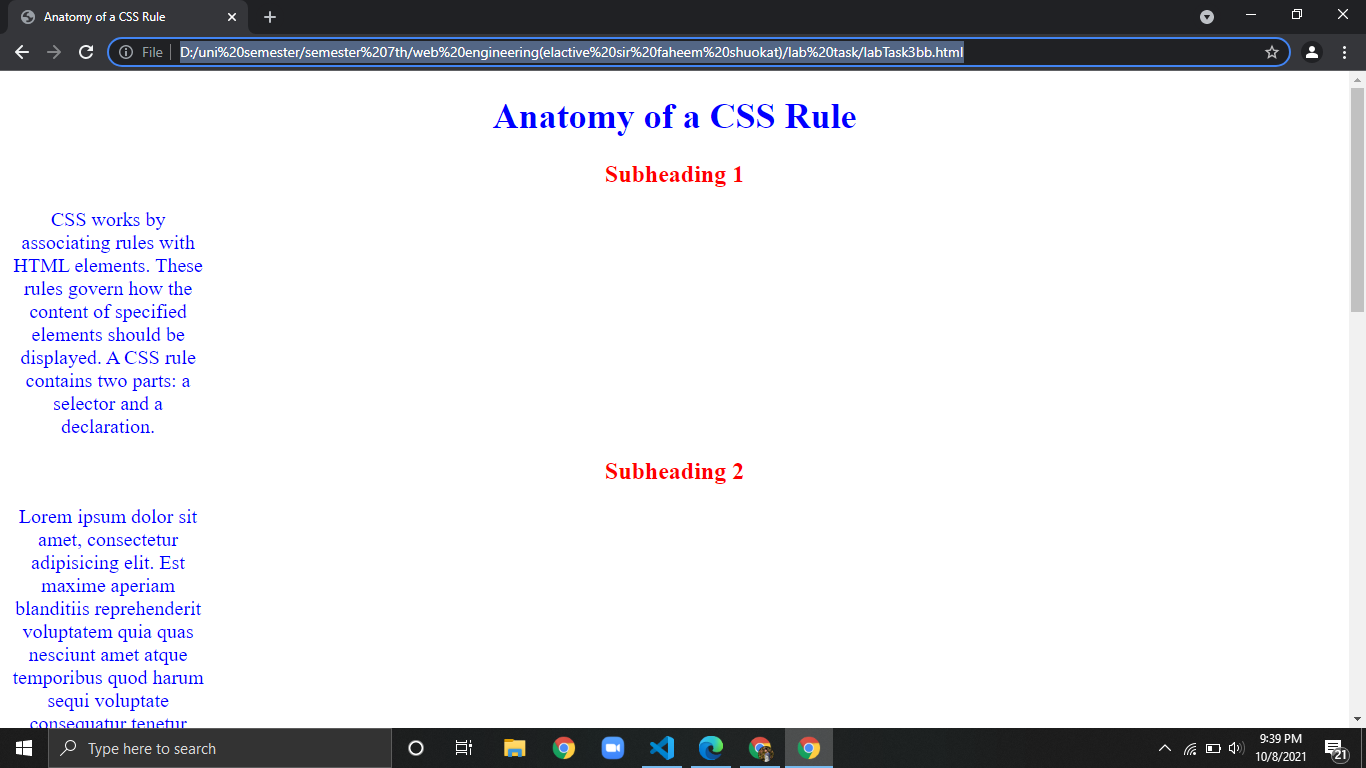 Anatomy of a CSS Rule
File
D:/uni%20semester/semester%207th/web%20engineering(elactive%20sir%20faheem%20shuokat)/lab%20task/labTask3bb.html
Anatomy of a CSS Rule
Subheading 1
CSS works by
associating rules with
HTML elements. These
rules govern how the
content of specified
elements should be
displayed. A CSS rule
contains two parts: a
selector and a
declaration.
Subheading 2
Lorem ipsum dolor sit
amet, consectetur
adipisicing elit. Est
maxime aperiam
blanditiis reprehenderit
voluptatem quia quas
nesciunt amet atque
temporibus quod harum
sequi voluptate
consequatur tenetur
Type here to search
9:39 PM
10/8/2021
21